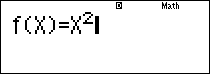 D Math
f(X)=X²